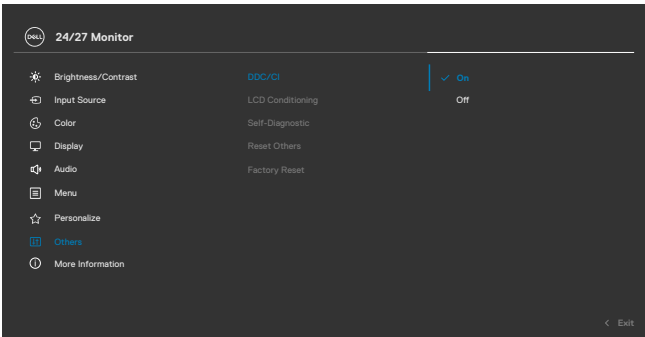 DELL 24/27 Monitor
Brightness/Contrast DDC/CI On
Input Source LCD Conditioning Off
Color Self-Diagnostic
Display Reset Others
Audio Factory Reset
Menu
Personalize
Others
More Information
< Exit